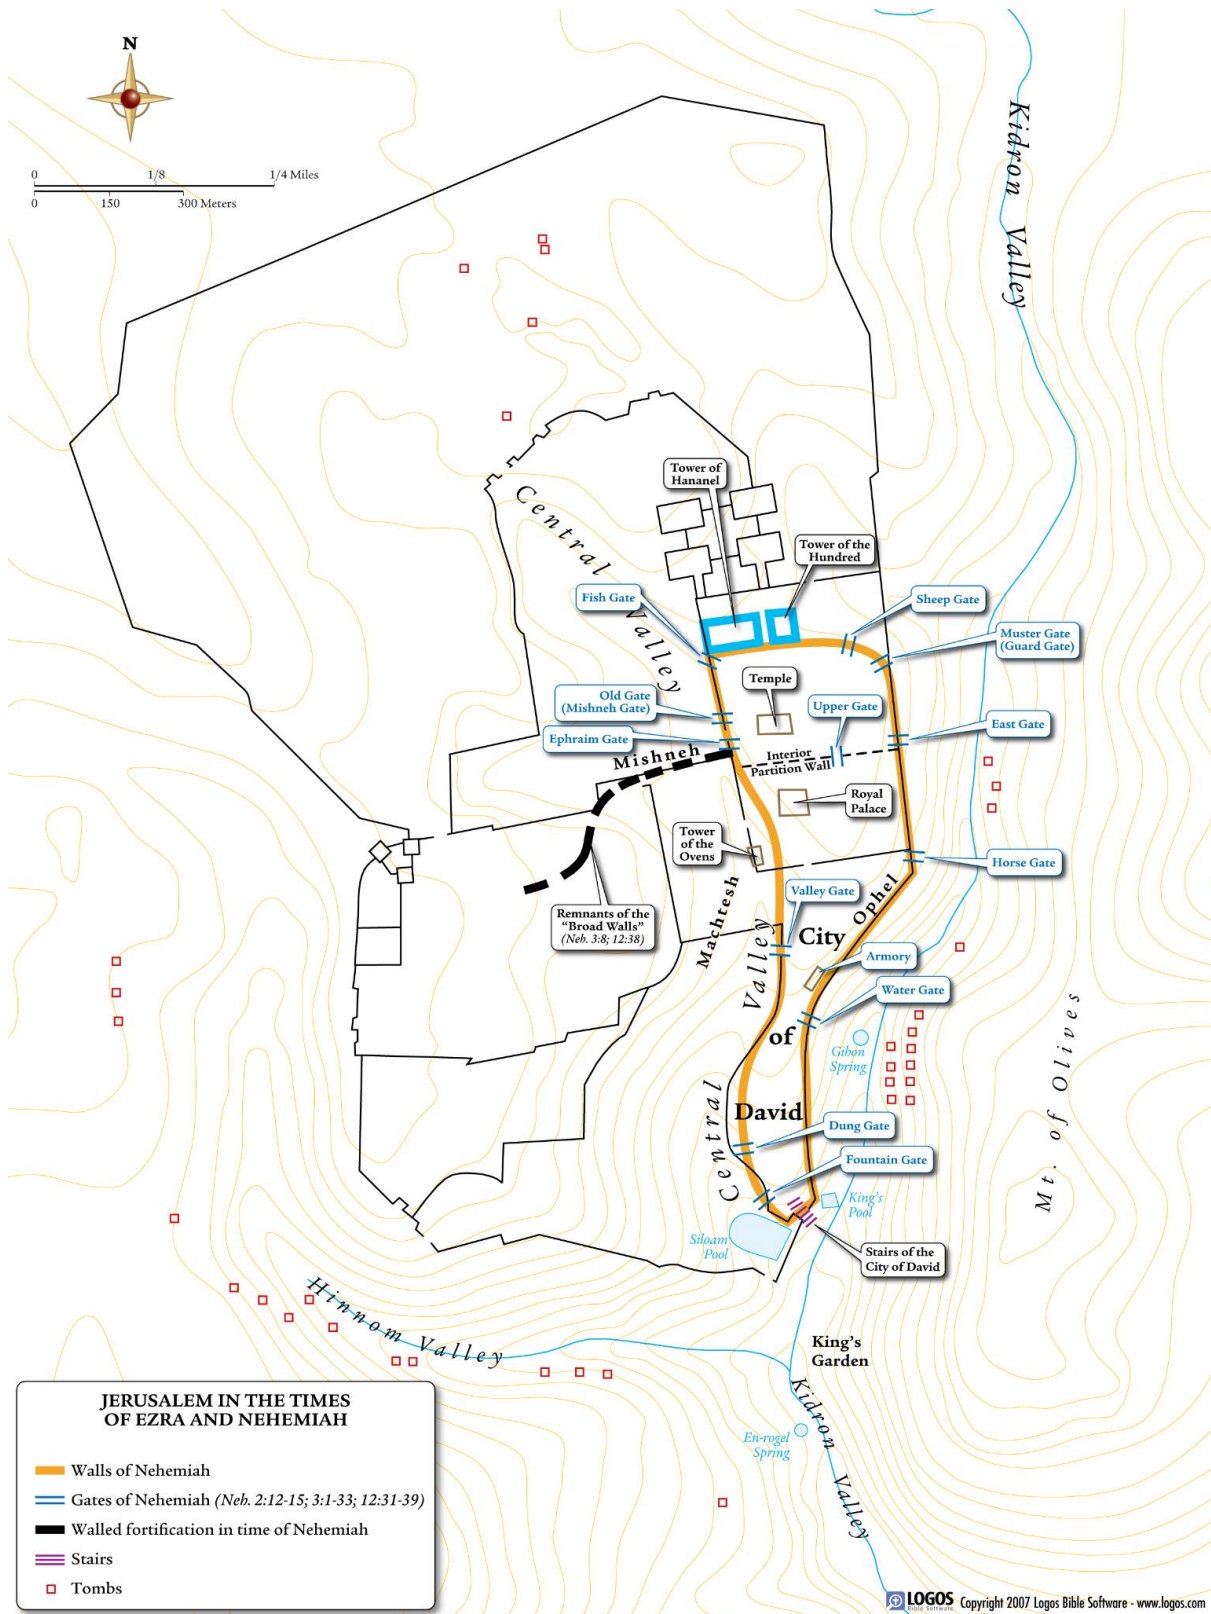 N
0 1/8 1/4 Miles
0 150 300 Meters
Kidron Valley
Central Valley
Tower of
Hananel
Tower of the
Hundred
Fish Gate
Sheep Gate
Muster Gate
(Guard Gate)
Temple
Old Gate
(Mishneh Gate)
Upper Gate
East Gate
Ephraim Gate
Mishneh
Interior
Partition Wall
Royal
Palace
Tower
of the
Ovens
Horse Gate
Valley Gate
Ophel
Machtesh
Remnants of the
“Broad Walls”
(Neh. 3:8; 12:38)
City
of
David
Central Valley
Armory
Water Gate
Gihon
Spring
Mt. of Olives
Dung Gate
Fountain Gate
King's
Pool
Siloam
Pool
Stairs of the
City of David
Hinnom Valley
King's
Garden
Kidron Valley
En-rogel
Spring
JERUSALEM IN THE TIMES
OF EZRA AND NEHEMIAH
Walls of Nehemiah
Gates of Nehemiah (Neh. 2:12-15; 3:1-33; 12:31-39)
Walled fortification in time of Nehemiah
Stairs
Tombs
LOGOS
Bible Software
Copyright 2007 Logos Bible Software - www.logos.com